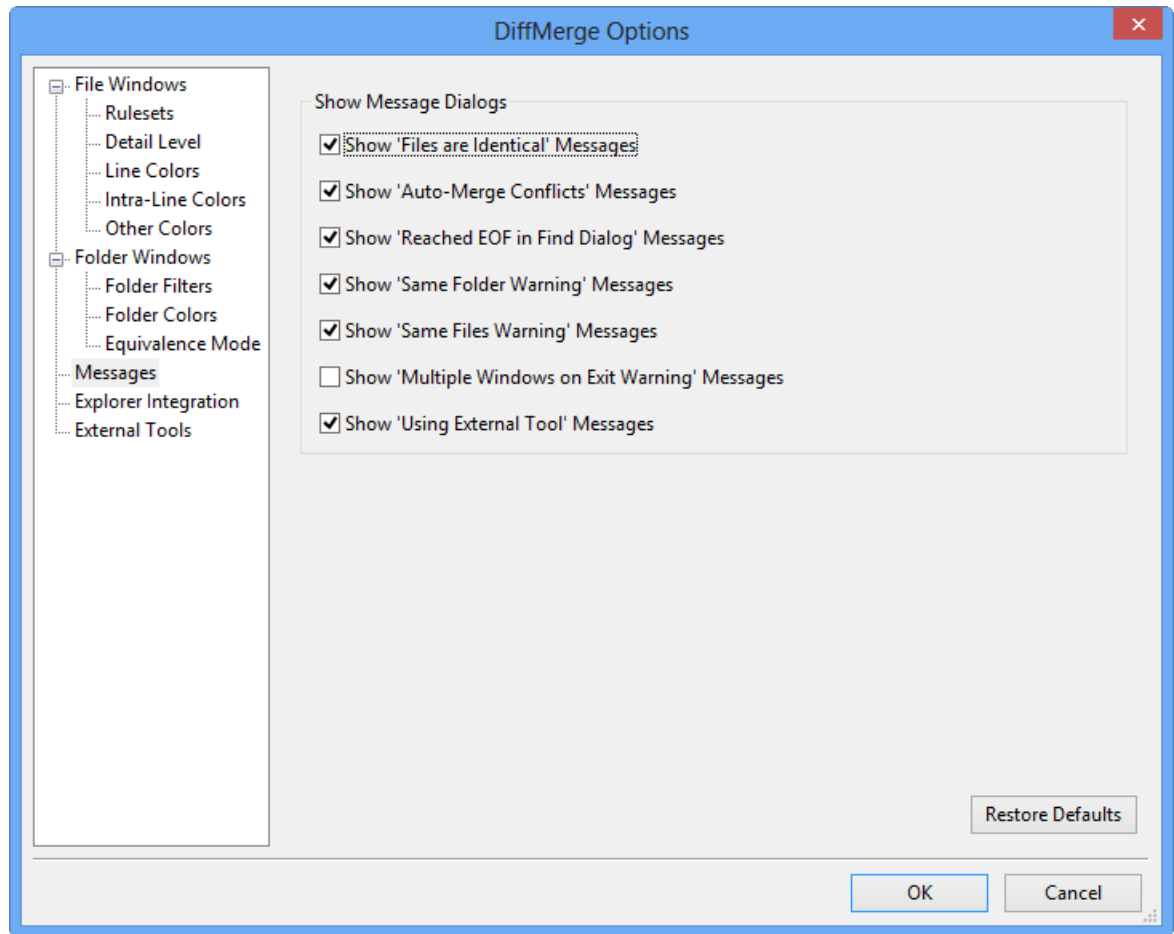 DiffMerge Options
File Windows
Rulesets
Detail Level
Line Colors
Intra-Line Colors
Other Colors
Folder Windows
Folder Filters
Folder Colors
Equivalence Mode
Messages
Explorer Integration
External Tools
Show Message Dialogs
Show 'Files are Identical' Messages
Show 'Auto-Merge Conflicts' Messages
Show 'Reached EOF in Find Dialog' Messages
Show 'Same Folder Warning' Messages
Show 'Same Files Warning' Messages
Show 'Multiple Windows on Exit Warning' Messages
Show 'Using External Tool' Messages
Restore Defaults
OK
Cancel